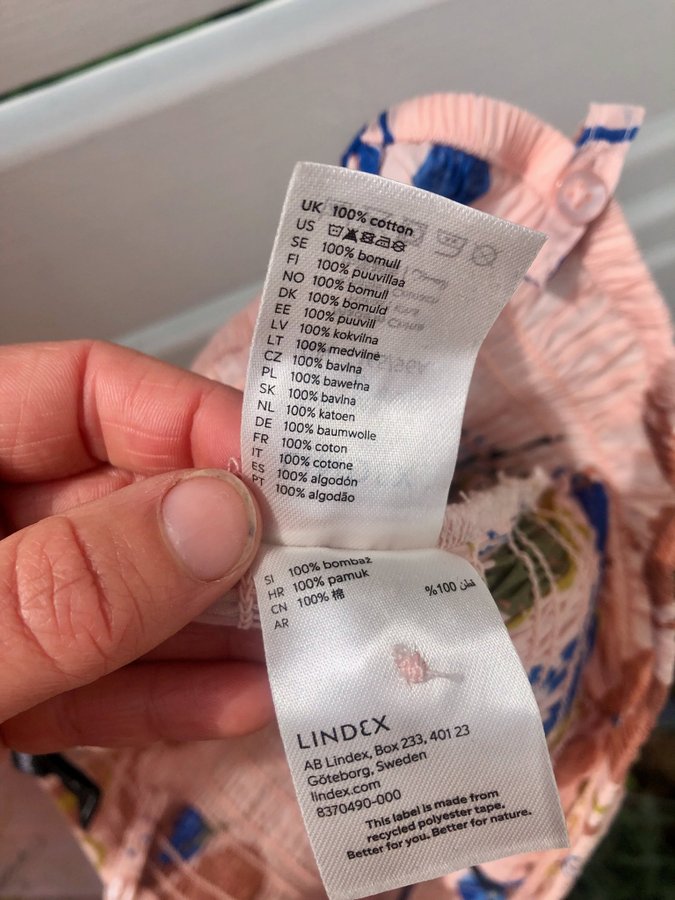 UK 100% cotton
US
SE 100% bomull
FI 100% puuvillaa
NO 100% bomull
DK 100% bomuld
EE 100% puuvill
LV 100% kokvilna
LT 100% medvilnė
CZ 100% bavlna
PL 100% bawełna
SK 100% bavlna
NL 100% katoen
DE 100% baumwolle
FR 100% coton
IT 100% cotone
ES 100% algodón
PT 100% algodão
SI 100% bombaž
HR 100% pamuk
CN 100% 棉
AR قطن 100%
LINDEX
AB Lindex, Box 233, 401 23
Göteborg, Sweden
lindex.com
8370490-000
This label is made from
recycled polyester tape.
Better for you. Better for nature.